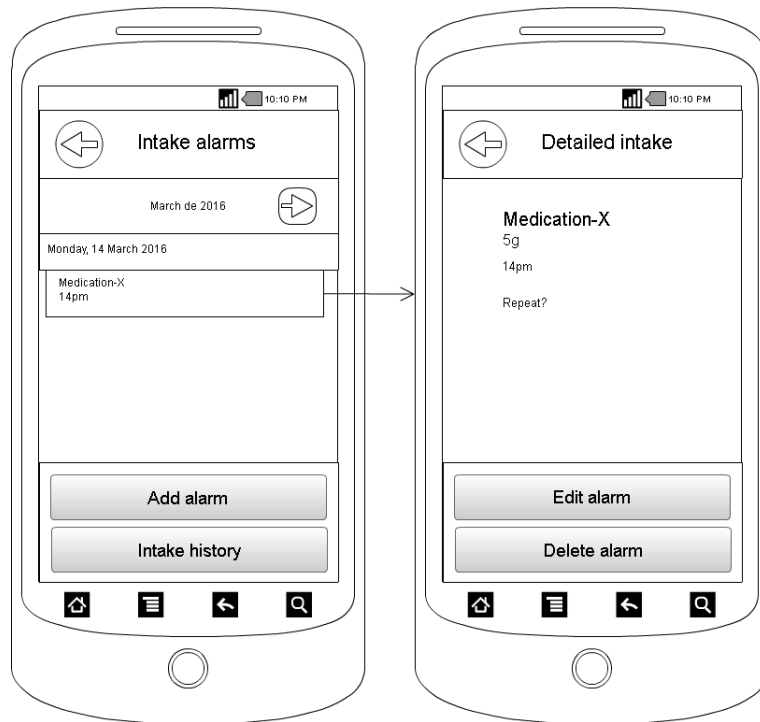 10:10 PM
Intake alarms
March de 2016
Monday, 14 March 2016
Medication-X
14pm
Add alarm
Intake history
10:10 PM
Detailed intake
Medication-X
5g
14pm
Repeat?
Edit alarm
Delete alarm